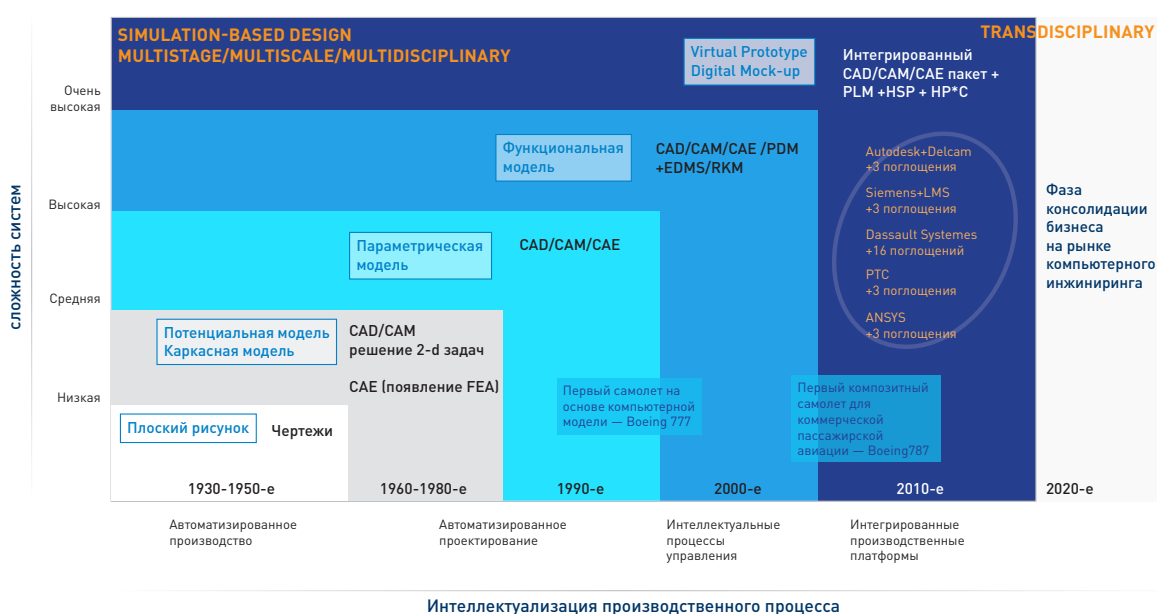 SIMULATION-BASED DESIGN
MULTISTAGE/MULTISCALE/MULTIDISCIPLINARY
TRANSDISCIPLINARY
Virtual Prototype
Digital Mock-up
Интегрированный
CAD/CAM/CAE пакет +
PLM +HSP + HP*C
Очень
высокая
Функциональная
модель
CAD/CAM/CAE /PDM
+EDMS/RKM
Autodesk+Delcam
+3 поглощения
Siemens+LMS
+3 поглощения
Dassault Systemes
+16 поглощений
PTC
+3 поглощения
ANSYS
+3 поглощения
Фаза
консолидации
бизнеса
на рынке
компьютерного
инжиниринга
сложность систем
Высокая
Параметрическая
модель
CAD/CAM/CAE
Средняя
Потенциальная модель
Каркасная модель
CAD/CAM
решение 2-d задач
CAE (появление FEA)
Первый самолет на
основе компьютерной
модели — Boeing 777
Первый композитный
самолет для
коммерческой
пассажирской
авиации — Boeing787
Низкая
Плоский рисунок
Чертежи
1930-1950-е
1960-1980-е
1990-е
2000-е
2010-е
2020-е
Автоматизированное
производство
Автоматизированное
проектирование
Интеллектуальные
процессы
управления
Интегрированные
производственные
платформы
Интеллектуализация производственного процесса